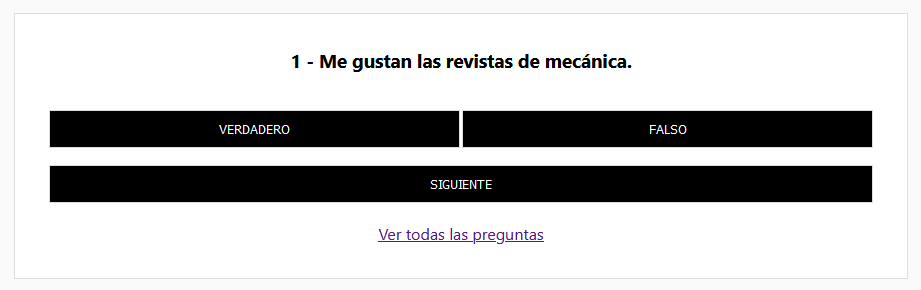 1 - Me gustan las revistas de mecánica.
VERDADERO FALSO
SIGUIENTE
Ver todas las preguntas